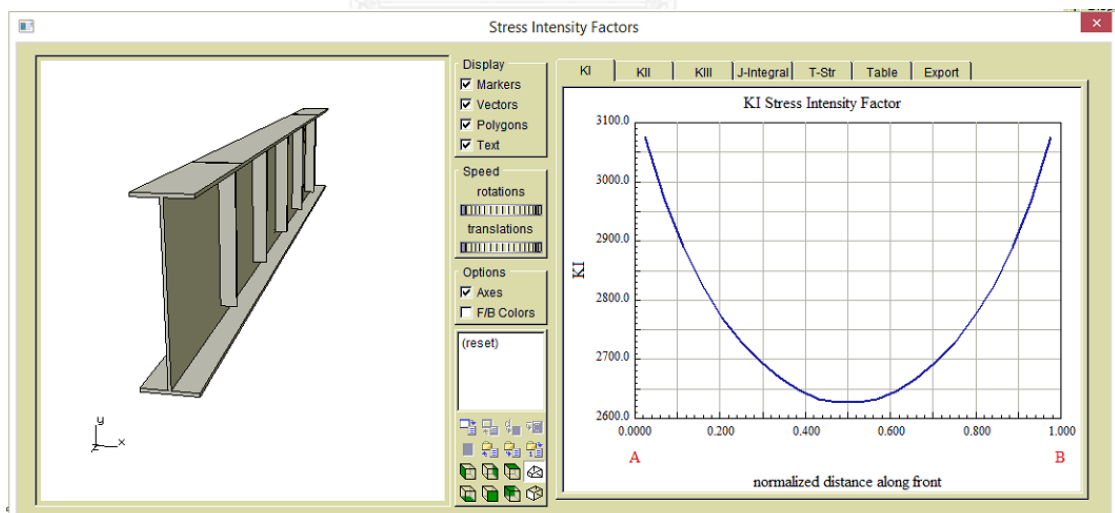 Stress Intensity Factors
Display
Markers
Vectors
Polygons
Text
Speed
rotations
translations
Options
Axes
F/B Colors
(reset)
y
x
z
KI
KII
KIII
J-Integral
T-Str
Table
Export
KI Stress Intensity Factor
3100.0
3000.0
2900.0
2800.0
2700.0
2600.0
KI
0.0000
0.200
0.400
0.600
0.800
1.000
A
B
normalized distance along front